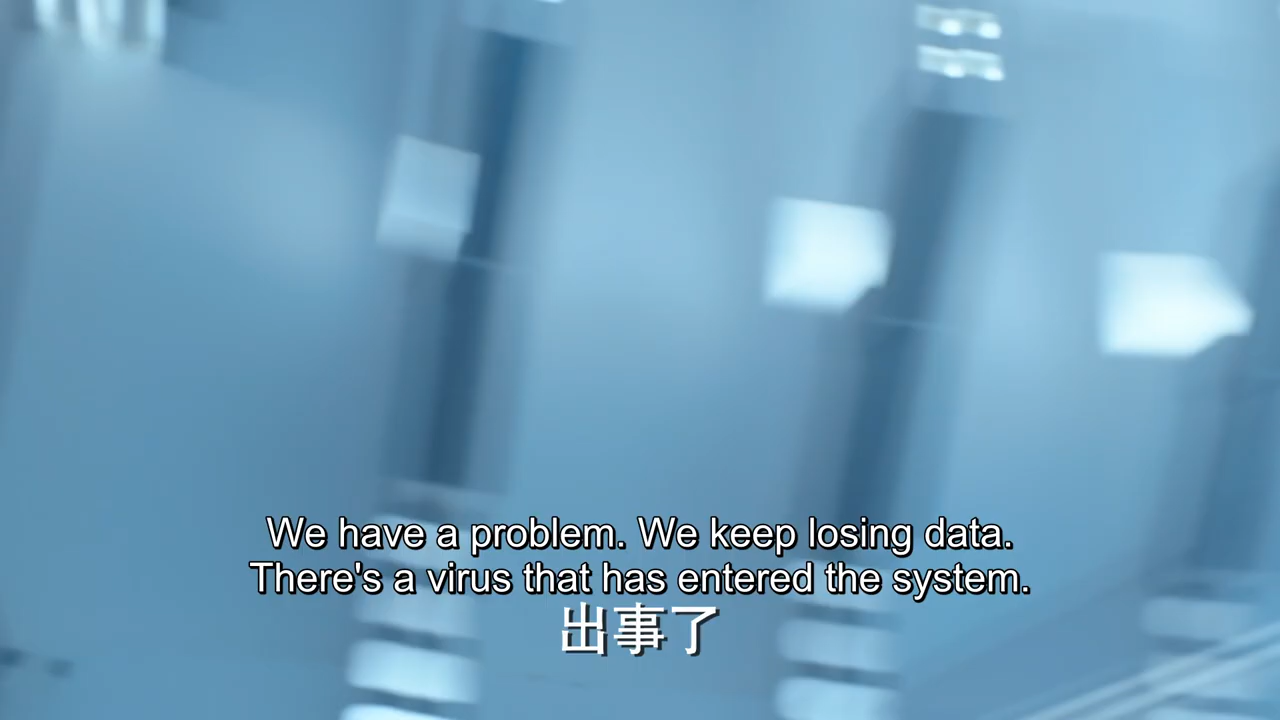 We have a problem. We keep losing data.
There's a virus that has entered the system.
出事了